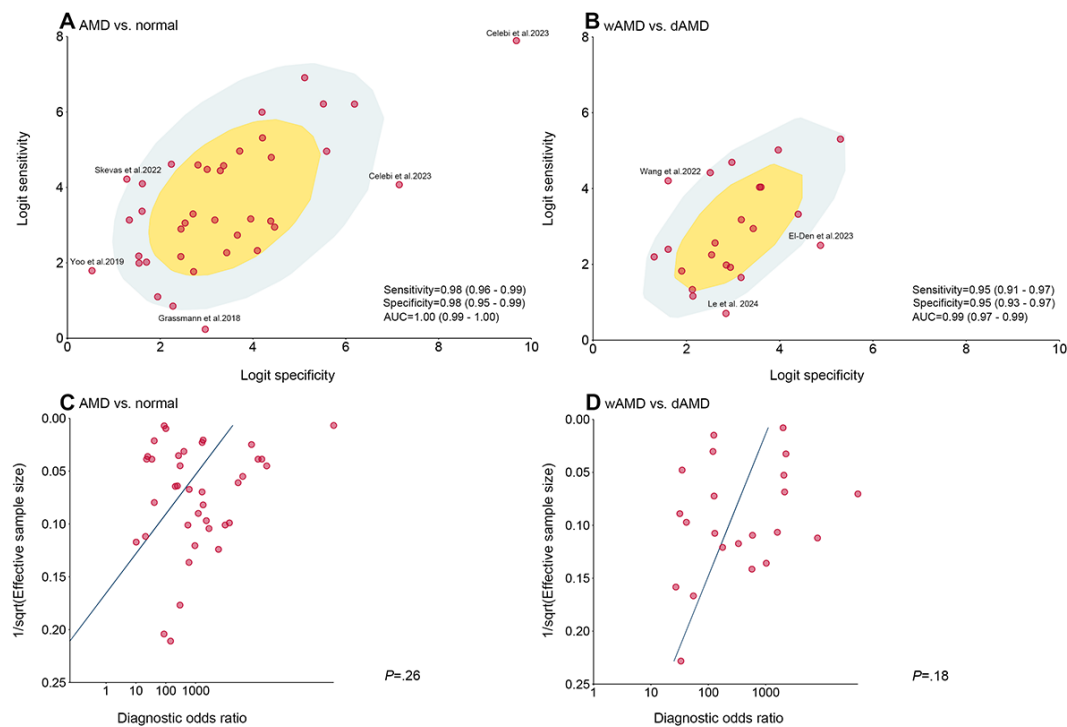 A AMD vs. normal
8
6
4
2
0
Logit sensitivity
Celebi et al.2023
Skevas et al.2022
Celebi et al.2023
Yoo et al.2019
Grassmann et al.2018
Sensitivity=0.98 (0.96 - 0.99)
Specificity=0.98 (0.95 - 0.99)
AUC=1.00 (0.99 - 1.00)
0 2 4 6 8 10
Logit specificity
B wAMD vs. dAMD
8
6
4
2
0
Logit sensitivity
Wang et al.2022
El-Den et al.2023
Le et al. 2024
Sensitivity=0.95 (0.91 - 0.97)
Specificity=0.95 (0.93 - 0.97)
AUC=0.99 (0.97 - 0.99)
0 2 4 6 8 10
Logit specificity
C AMD vs. normal
0.00
0.05
0.10
0.15
0.20
0.25
1/sqrt(Effective sample size)
P=.26
1 10 100 1000
Diagnostic odds ratio
D wAMD vs. dAMD
0.00
0.05
0.10
0.15
0.20
0.25
1/sqrt(Effective sample size)
P=.18
1 10 100 1000
Diagnostic odds ratio